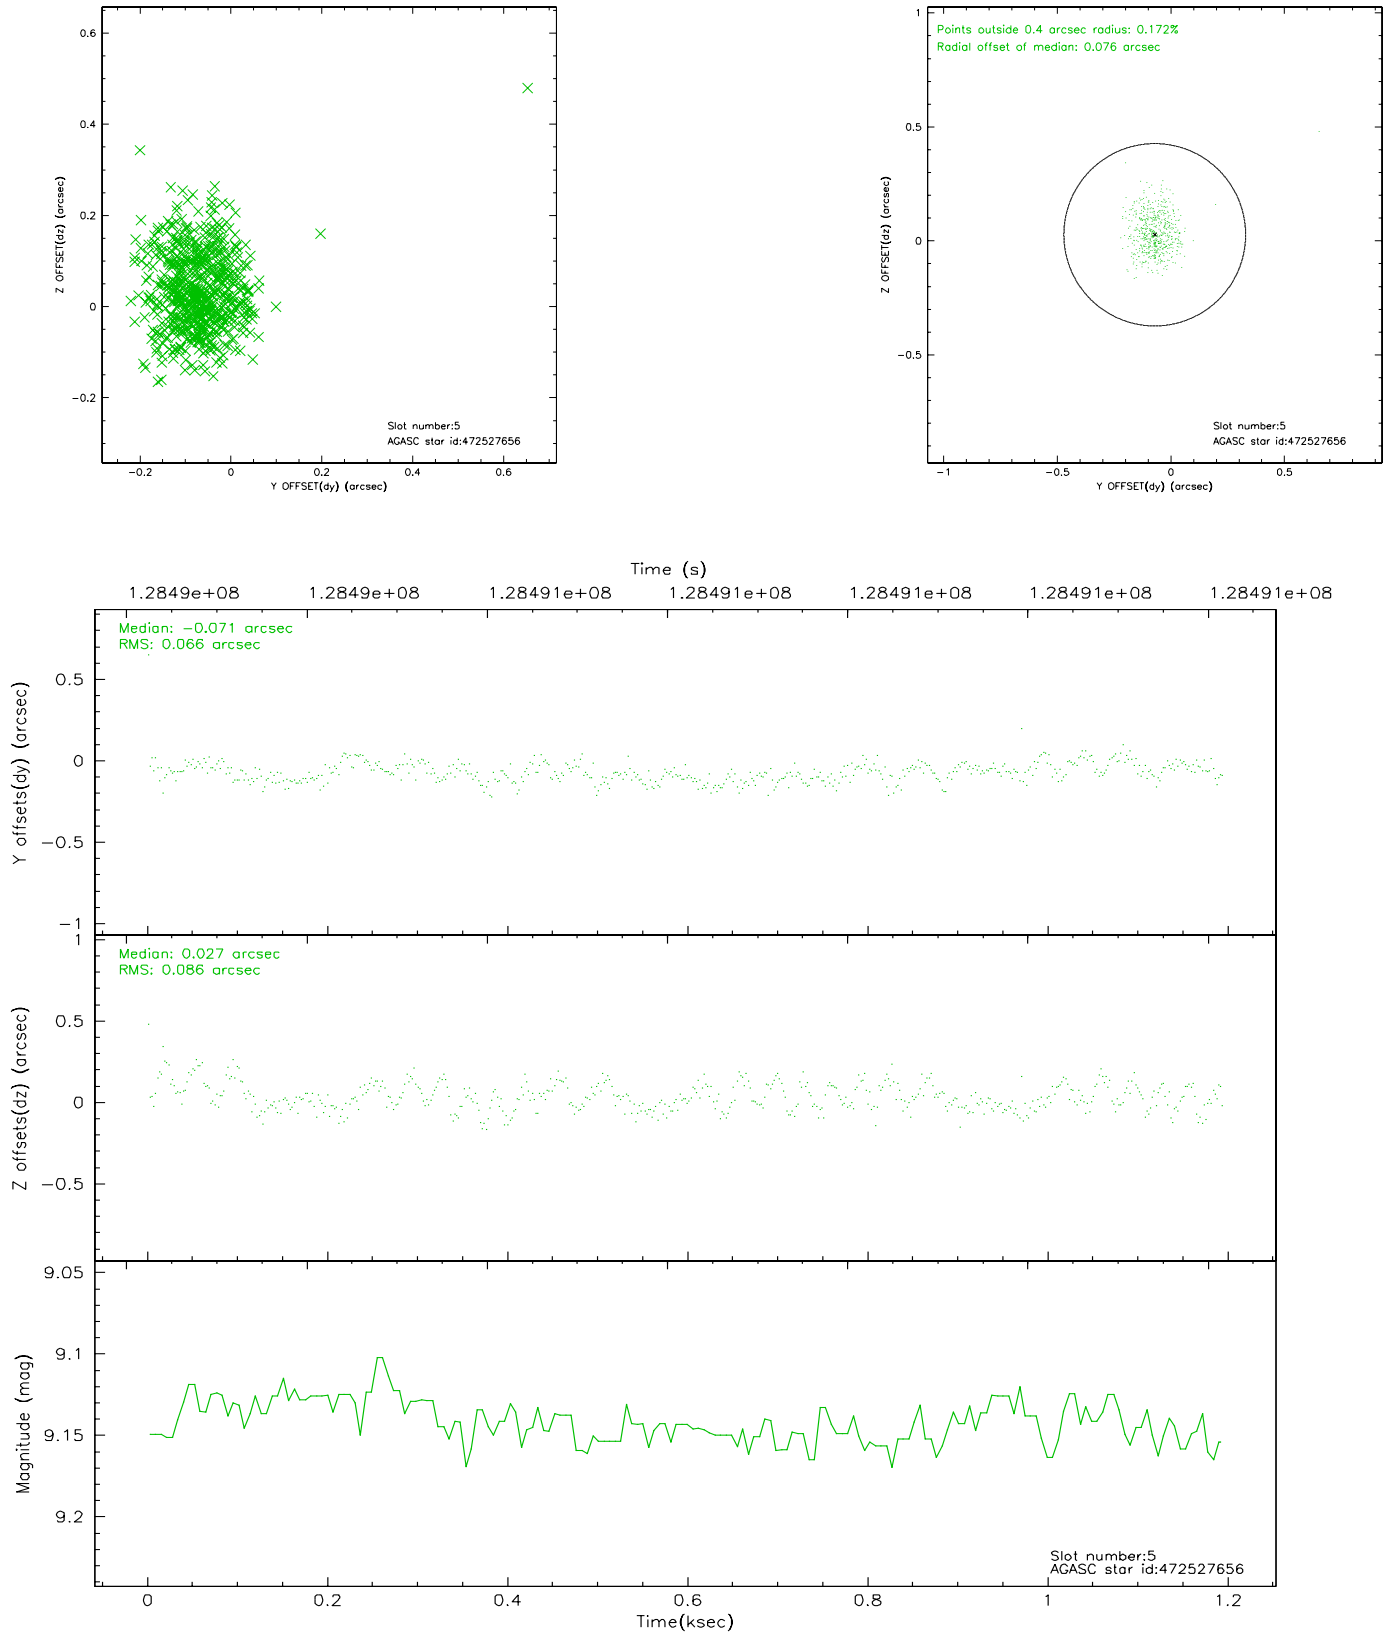 0.6
0.4
0.2
0
−0.2
Z OFFSET(dz) (arcsec)
Slot number:5
AGASC star id:472527656
−0.2 0 0.2 0.4 0.6
Y OFFSET(dy) (arcsec)
Points outside 0.4 arcsec radius: 0.172%
Radial offset of median: 0.076 arcsec
1
0.5
0
−0.5
Z OFFSET(dz) (arcsec)
Slot number:5
AGASC star id:472527656
−1 −0.5 0 0.5
Y OFFSET(dy) (arcsec)
Time (s)
1.2849e+08 1.2849e+08 1.28491e+08 1.28491e+08 1.28491e+08 1.28491e+08 1.28491e+08
Median: −0.071 arcsec
RMS: 0.066 arcsec
0.5
0
−0.5
−1
Y offsets(dy) (arcsec)
Median: 0.027 arcsec
RMS: 0.086 arcsec
1
0.5
0
−0.5
Z offsets(dz) (arcsec)
9.05
9.1
9.15
9.2
Magnitude (mag)
Slot number:5
AGASC star id:472527656
0 0.2 0.4 0.6 0.8 1 1.2
Time(ksec)